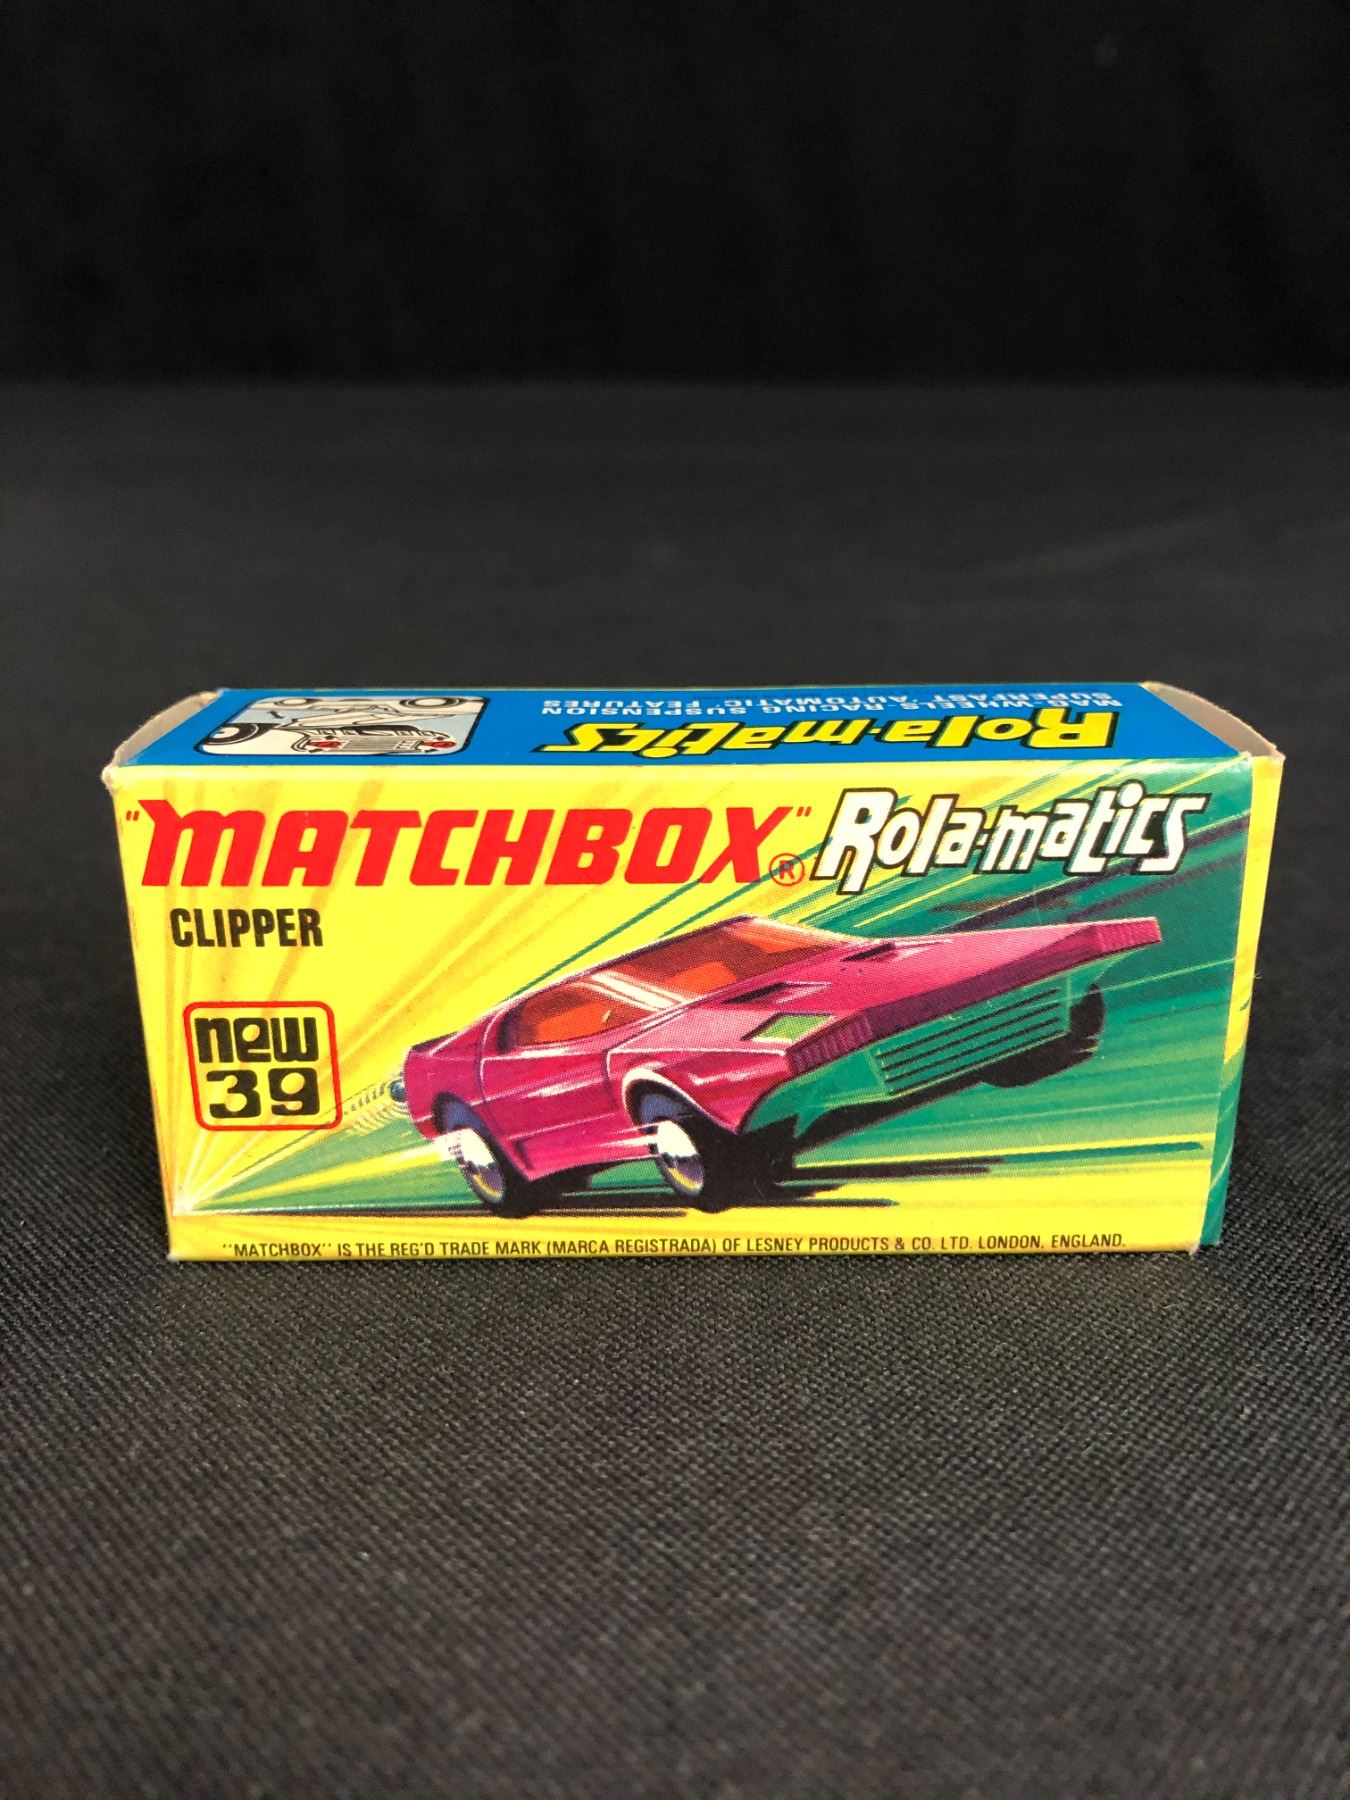 Rola-matics
SUPERFAST 'AUTOMATIC' FEATURES
MAG-WHEELS-RACING SUSPENSION
"MATCHBOX"® Rola-matics
CLIPPER
new
39
"MATCHBOX" IS THE REG'D TRADE MARK (MARCA REGISTRADA) OF LESNEY PRODUCTS & CO. LTD. LONDON, ENGLAND.